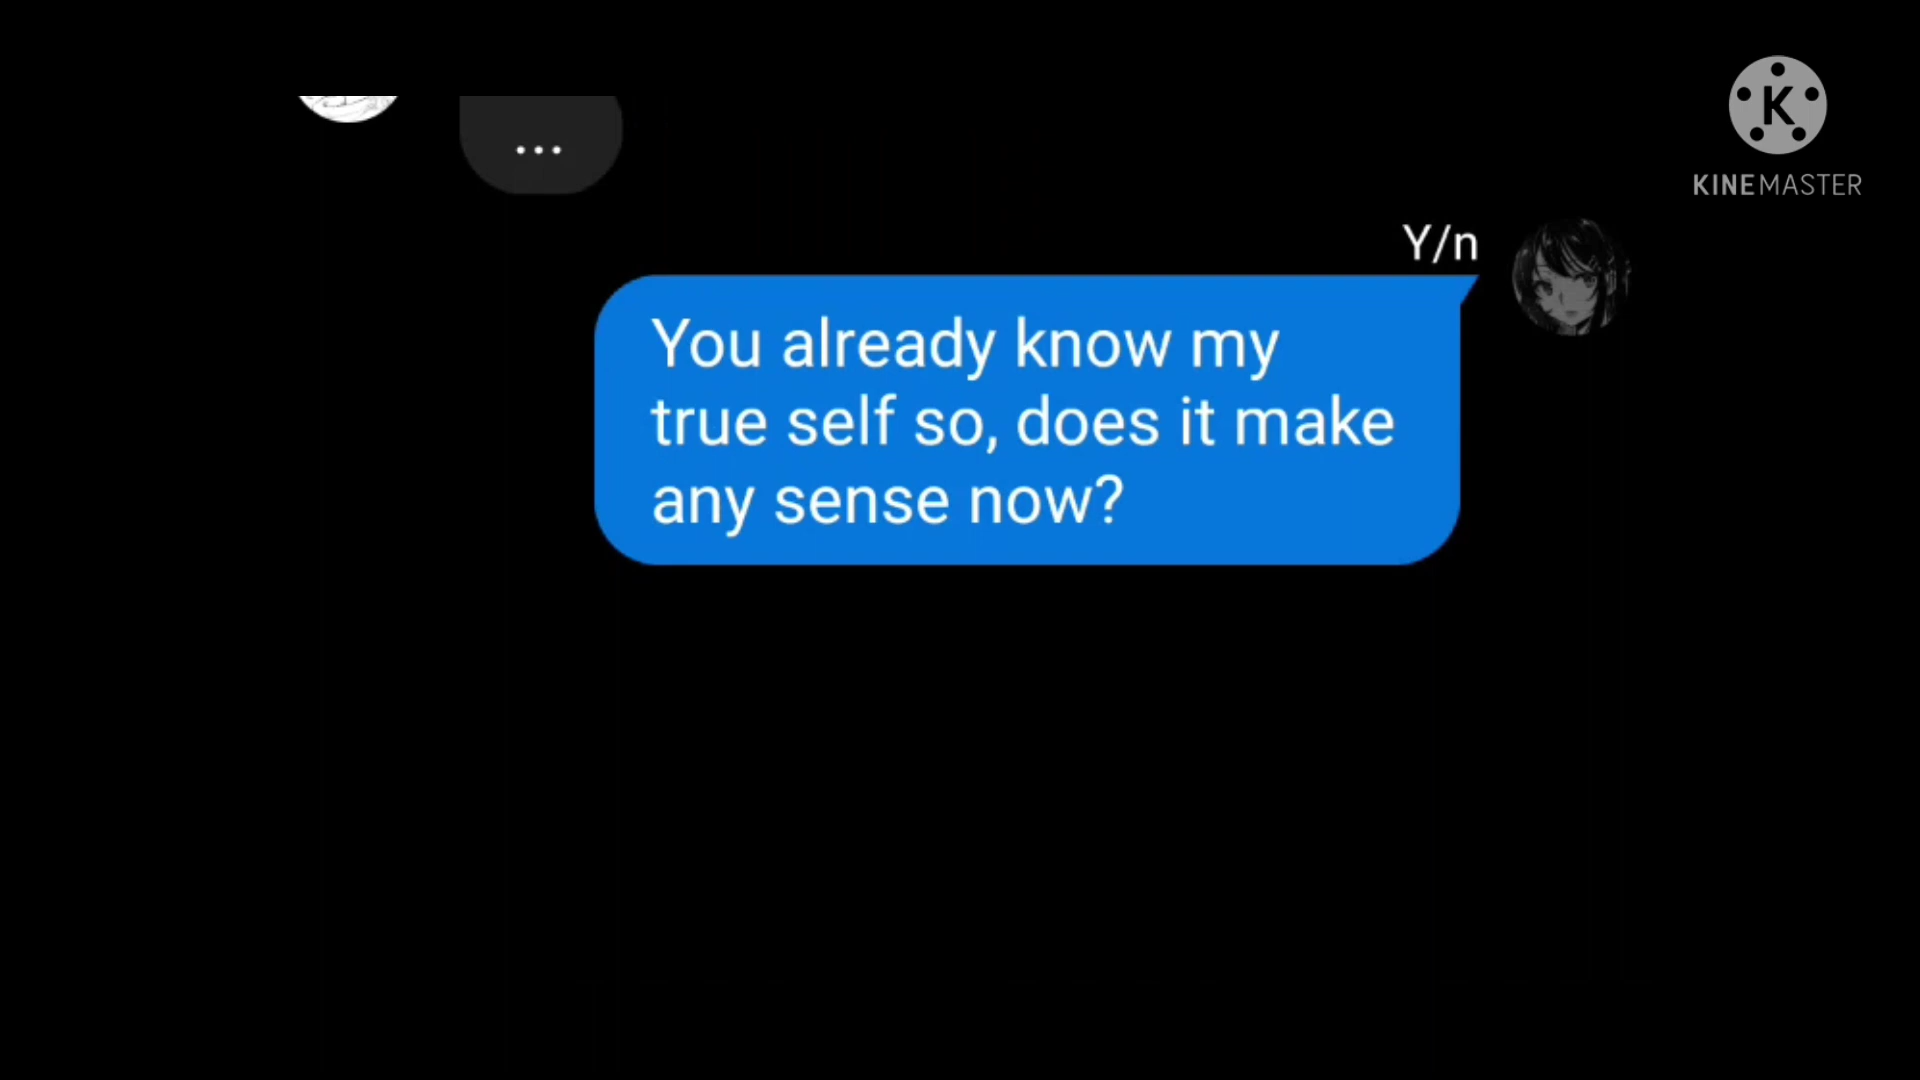 ...
K
KINEMASTER
Y/n
You already know my
true self so, does it make
any sense now?